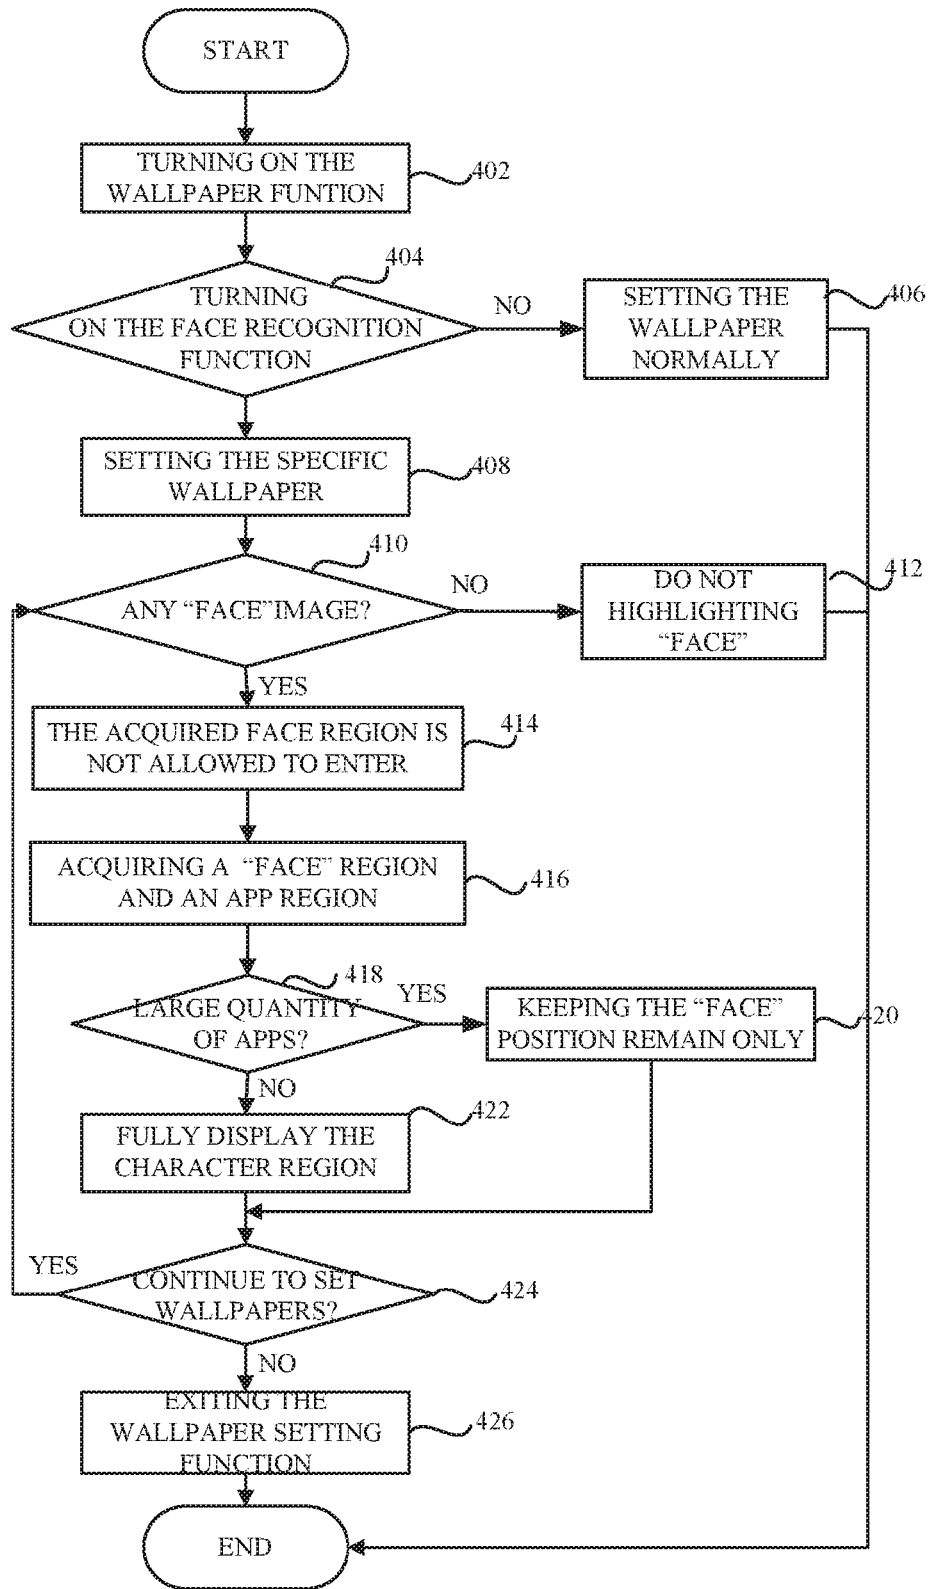 START
TURNING ON THE
WALLPAPER FUNTION
402
404
TURNING
ON THE FACE RECOGNITION
FUNCTION
NO
SETTING THE
WALLPAPER
NORMALLY
406
SETTING THE SPECIFIC
WALLPAPER
408
410
ANY “FACE”IMAGE?
NO
DO NOT
HIGHLIGHTING
“FACE”
412
YES
THE ACQUIRED FACE REGION IS
NOT ALLOWED TO ENTER
414
ACQUIRING A “FACE” REGION
AND AN APP REGION
416
418
LARGE QUANTITY
OF APPS?
YES
KEEPING THE “FACE”
POSITION REMAIN ONLY
420
NO
422
FULLY DISPLAY THE
CHARACTER REGION
YES
CONTINUE TO SET
WALLPAPERS?
424
NO
EXITING THE
WALLPAPER SETTING
FUNCTION
426
END